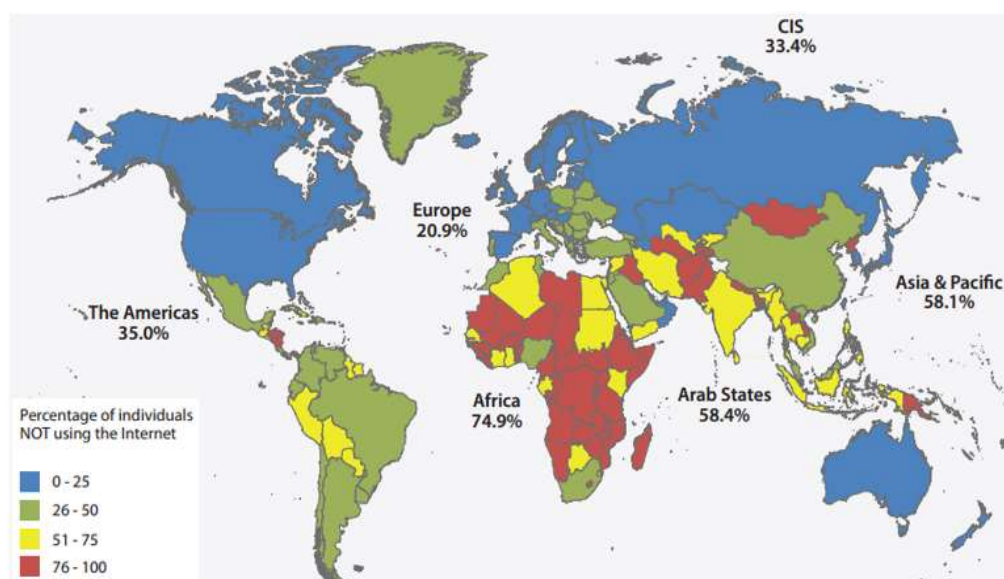 CIS
33.4%
Europe
20.9%
The Americas
35.0%
Asia & Pacific
58.1%
Africa
74.9%
Arab States
58.4%
Percentage of individuals
NOT using the Internet
0 - 25
26 - 50
51 - 75
76 - 100